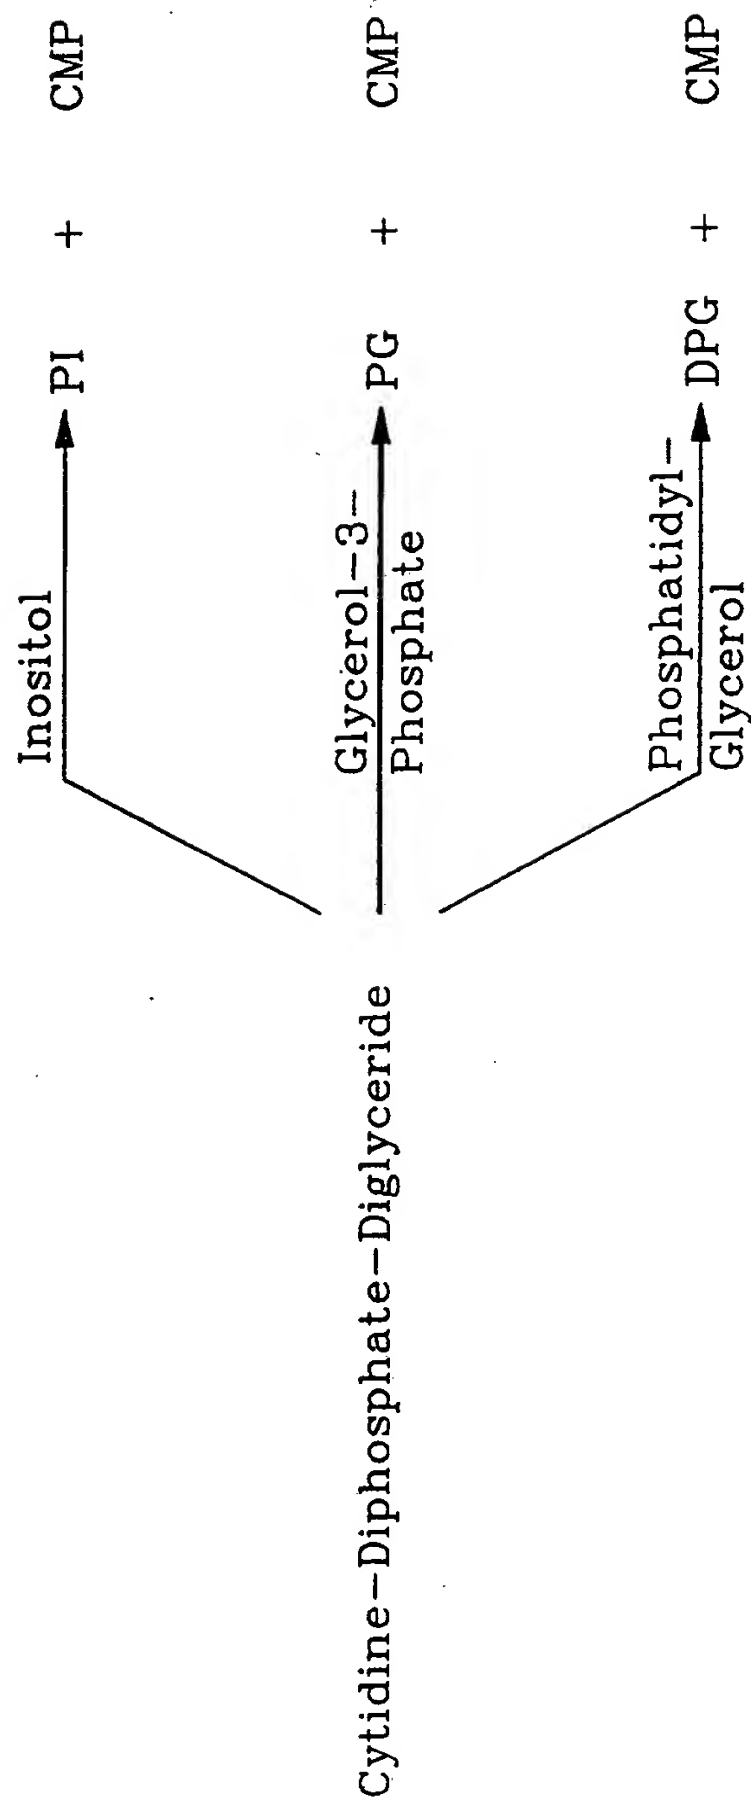 Inositol
PI + CMP
Cytidine-Diphosphate-Diglyceride
Glycerol-3-
Phosphate
PG + CMP
Phosphatidyl-
Glycerol
DPG + CMP